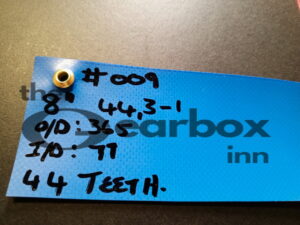 #009
8" 44,3-1
O/D: 365
I/D: 77
44 TEETH.
the Gearbox
inn